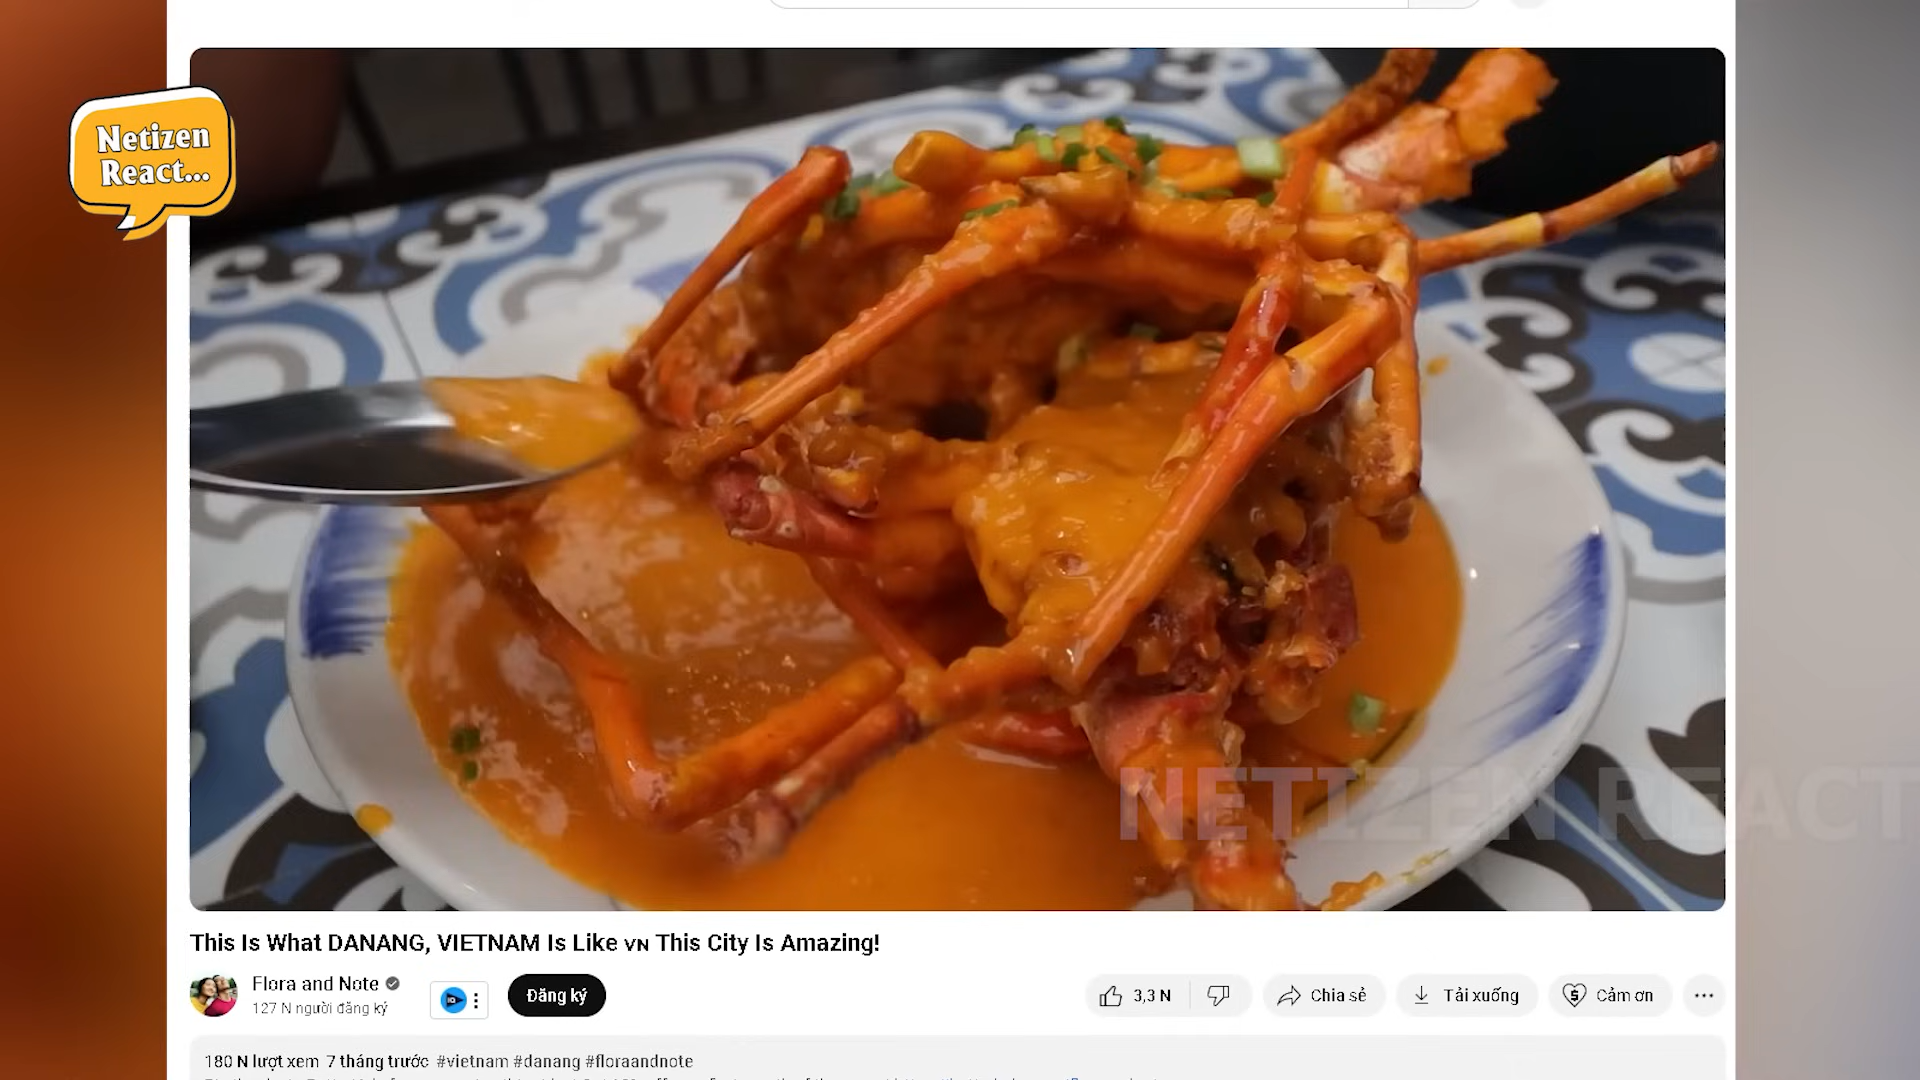 Netizen
React...
NETIZEN REACT
This Is What DANANG, VIETNAM Is Like VN This City Is Amazing!
Flora and Note
127 N người đăng ký
Đăng ký
3,3 N
Chia sẻ
Tải xuống
Cảm ơn
180 N lượt xem 7 tháng trước #vietnam #danang #floraandnote